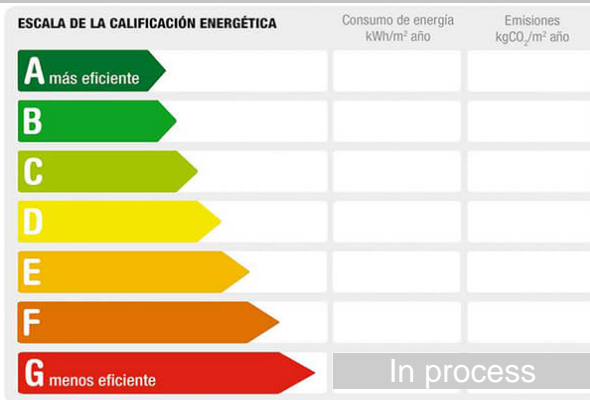 ESCALA DE LA CALIFICACIÓN ENERGÉTICA
Consumo de energía
kWh/m² año
Emisiones
kgCO₂/m² año
A más eficiente
B
C
D
E
F
G menos eficiente
In process